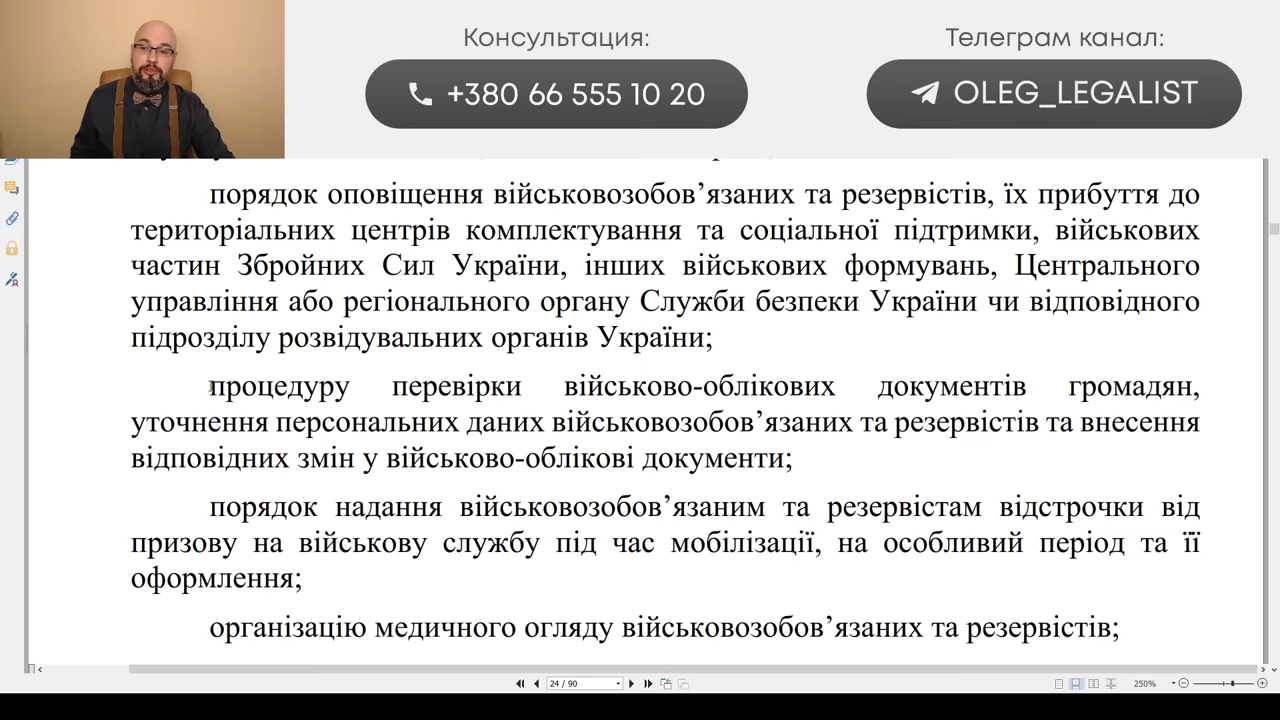 Консультация:
+380 66 555 10 20
Телеграм канал:
OLEG_LEGALIST
порядок оповіщення військовозобов’язаних та резервістів, їх прибуття до
територіальних центрів комплектування та соціальної підтримки, військових
частин Збройних Сил України, інших військових формувань, Центрального
управління або регіонального органу Служби безпеки України чи відповідного
підрозділу розвідувальних органів України;
процедуру перевірки військово-облікових документів громадян,
уточнення персональних даних військовозобов’язаних та резервістів та внесення
відповідних змін у військово-облікові документи;
порядок надання військовозобов’язаним та резервістам відстрочки від
призову на військову службу під час мобілізації, на особливий період та її
оформлення;
організацію медичного огляду військовозобов’язаних та резервістів;
24 / 90
250%